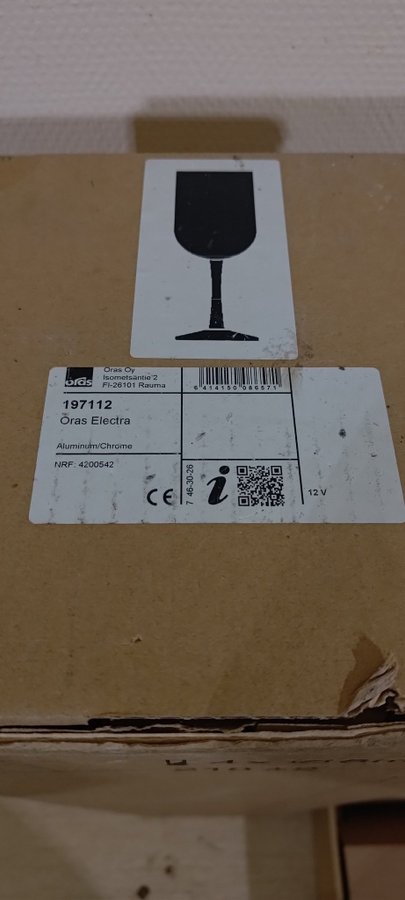 oras
Oras Oy
Isometsäntie 2
FI-26101 Rauma
6 414150 086571
197112
Oras Electra
Aluminum/Chrome
NRF: 4200542
CE
7 46-30-26
i
12 V